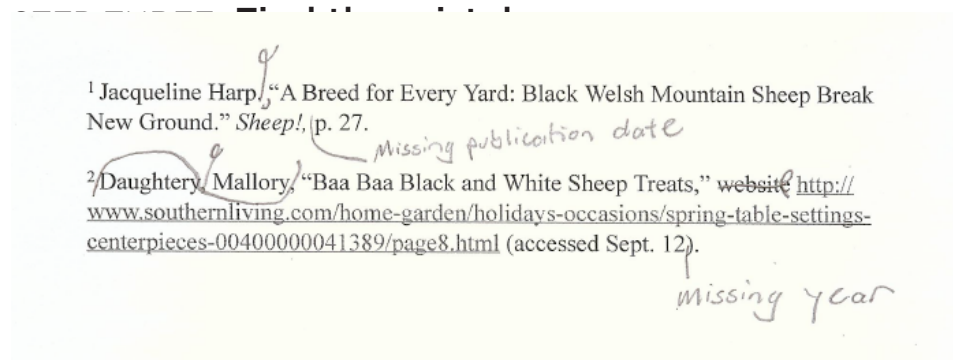 ¹ Jacqueline Harp, “A Breed for Every Yard: Black Welsh Mountain Sheep Break
New Ground.” Sheep!, p. 27.
Missing publication date
² Daughtery, Mallory, “Baa Baa Black and White Sheep Treats,” website http://
www.southernliving.com/home-garden/holidays-occasions/spring-table-settings-
centerpieces-00400000041389/page8.html (accessed Sept. 12).
missing year